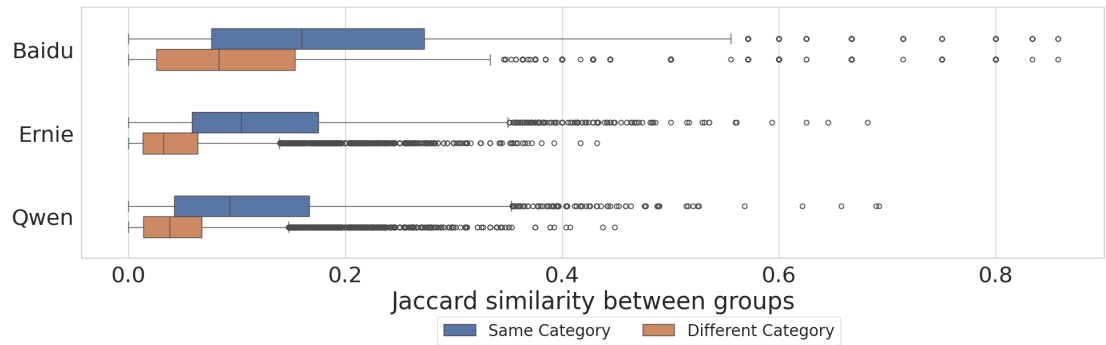 Baidu
Ernie
Qwen
0.0 0.2 0.4 0.6 0.8
Jaccard similarity between groups
Same Category Different Category